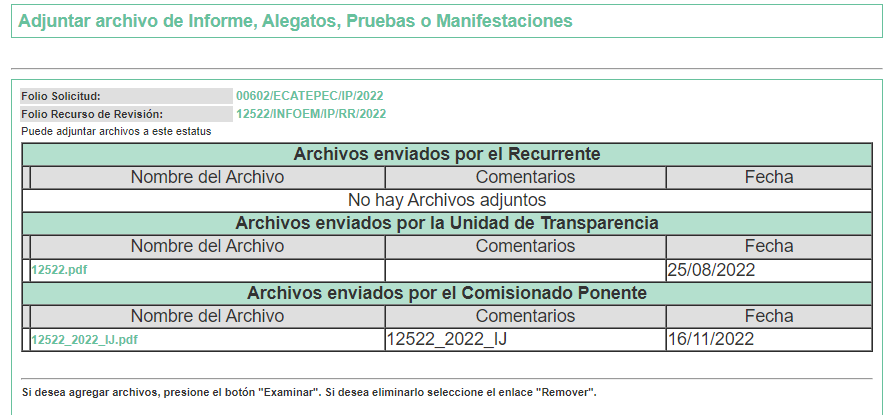 Adjuntar archivo de Informe, Alegatos, Pruebas o Manifestaciones
Folio Solicitud: 00602/ECATEPEC/IP/2022
Folio Recurso de Revisión: 12522/INFOEM/IP/RR/2022
Puede adjuntar archivos a este estatus
Archivos enviados por el Recurrente
Nombre del Archivo Comentarios Fecha
No hay Archivos adjuntos
Archivos enviados por la Unidad de Transparencia
Nombre del Archivo Comentarios Fecha
12522.pdf 25/08/2022
Archivos enviados por el Comisionado Ponente
Nombre del Archivo Comentarios Fecha
12522_2022_IJ.pdf 12522_2022_IJ 16/11/2022
Si desea agregar archivos, presione el botón "Examinar". Si desea eliminarlo seleccione el enlace "Remover".